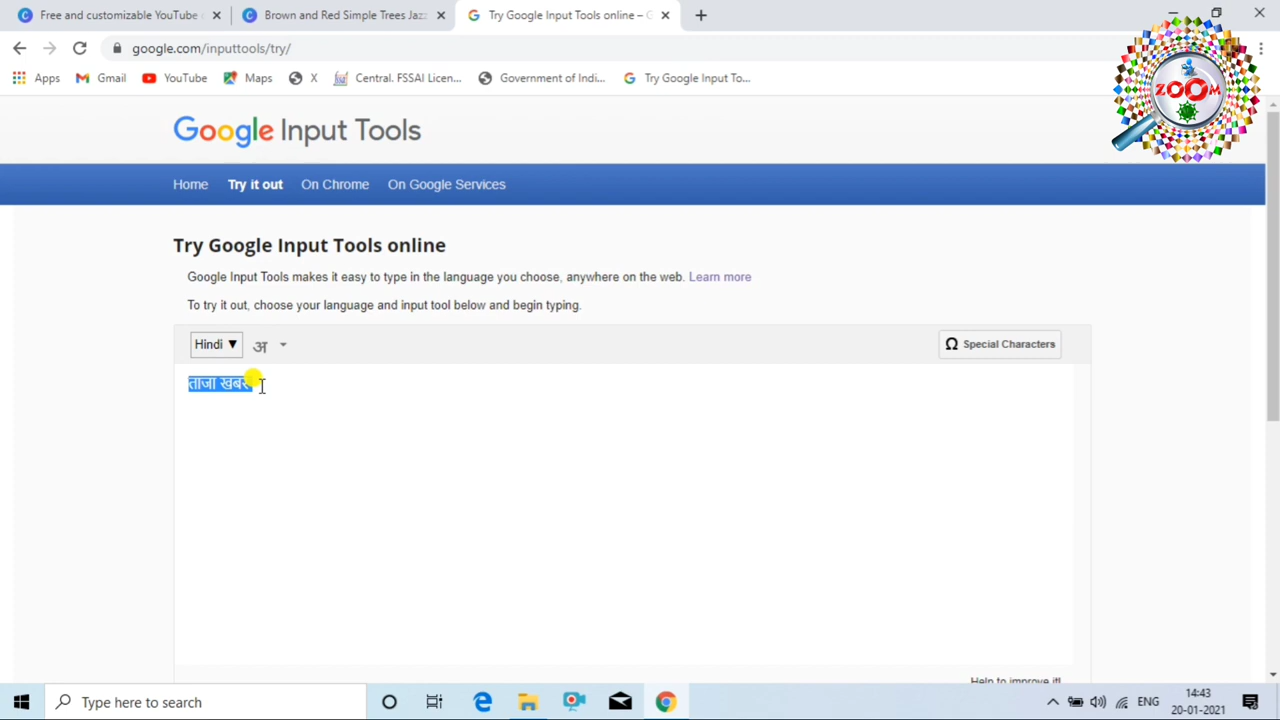 Free and customizable YouTube
Brown and Red Simple Trees Jazz
Try Google Input Tools online – G
google.com/inputtools/try/
Apps
Gmail
YouTube
Maps
X
Central. FSSAI Licen...
Government of Indi...
Try Google Input To...
ZOOM
Google Input Tools
Home
Try it out
On Chrome
On Google Services
Try Google Input Tools online
Google Input Tools makes it easy to type in the language you choose, anywhere on the web. Learn more
To try it out, choose your language and input tool below and begin typing.
Hindi ▼
अ
Ω Special Characters
ताजा खबर
Help to improve it!
Type here to search
ENG
14:43
20-01-2021